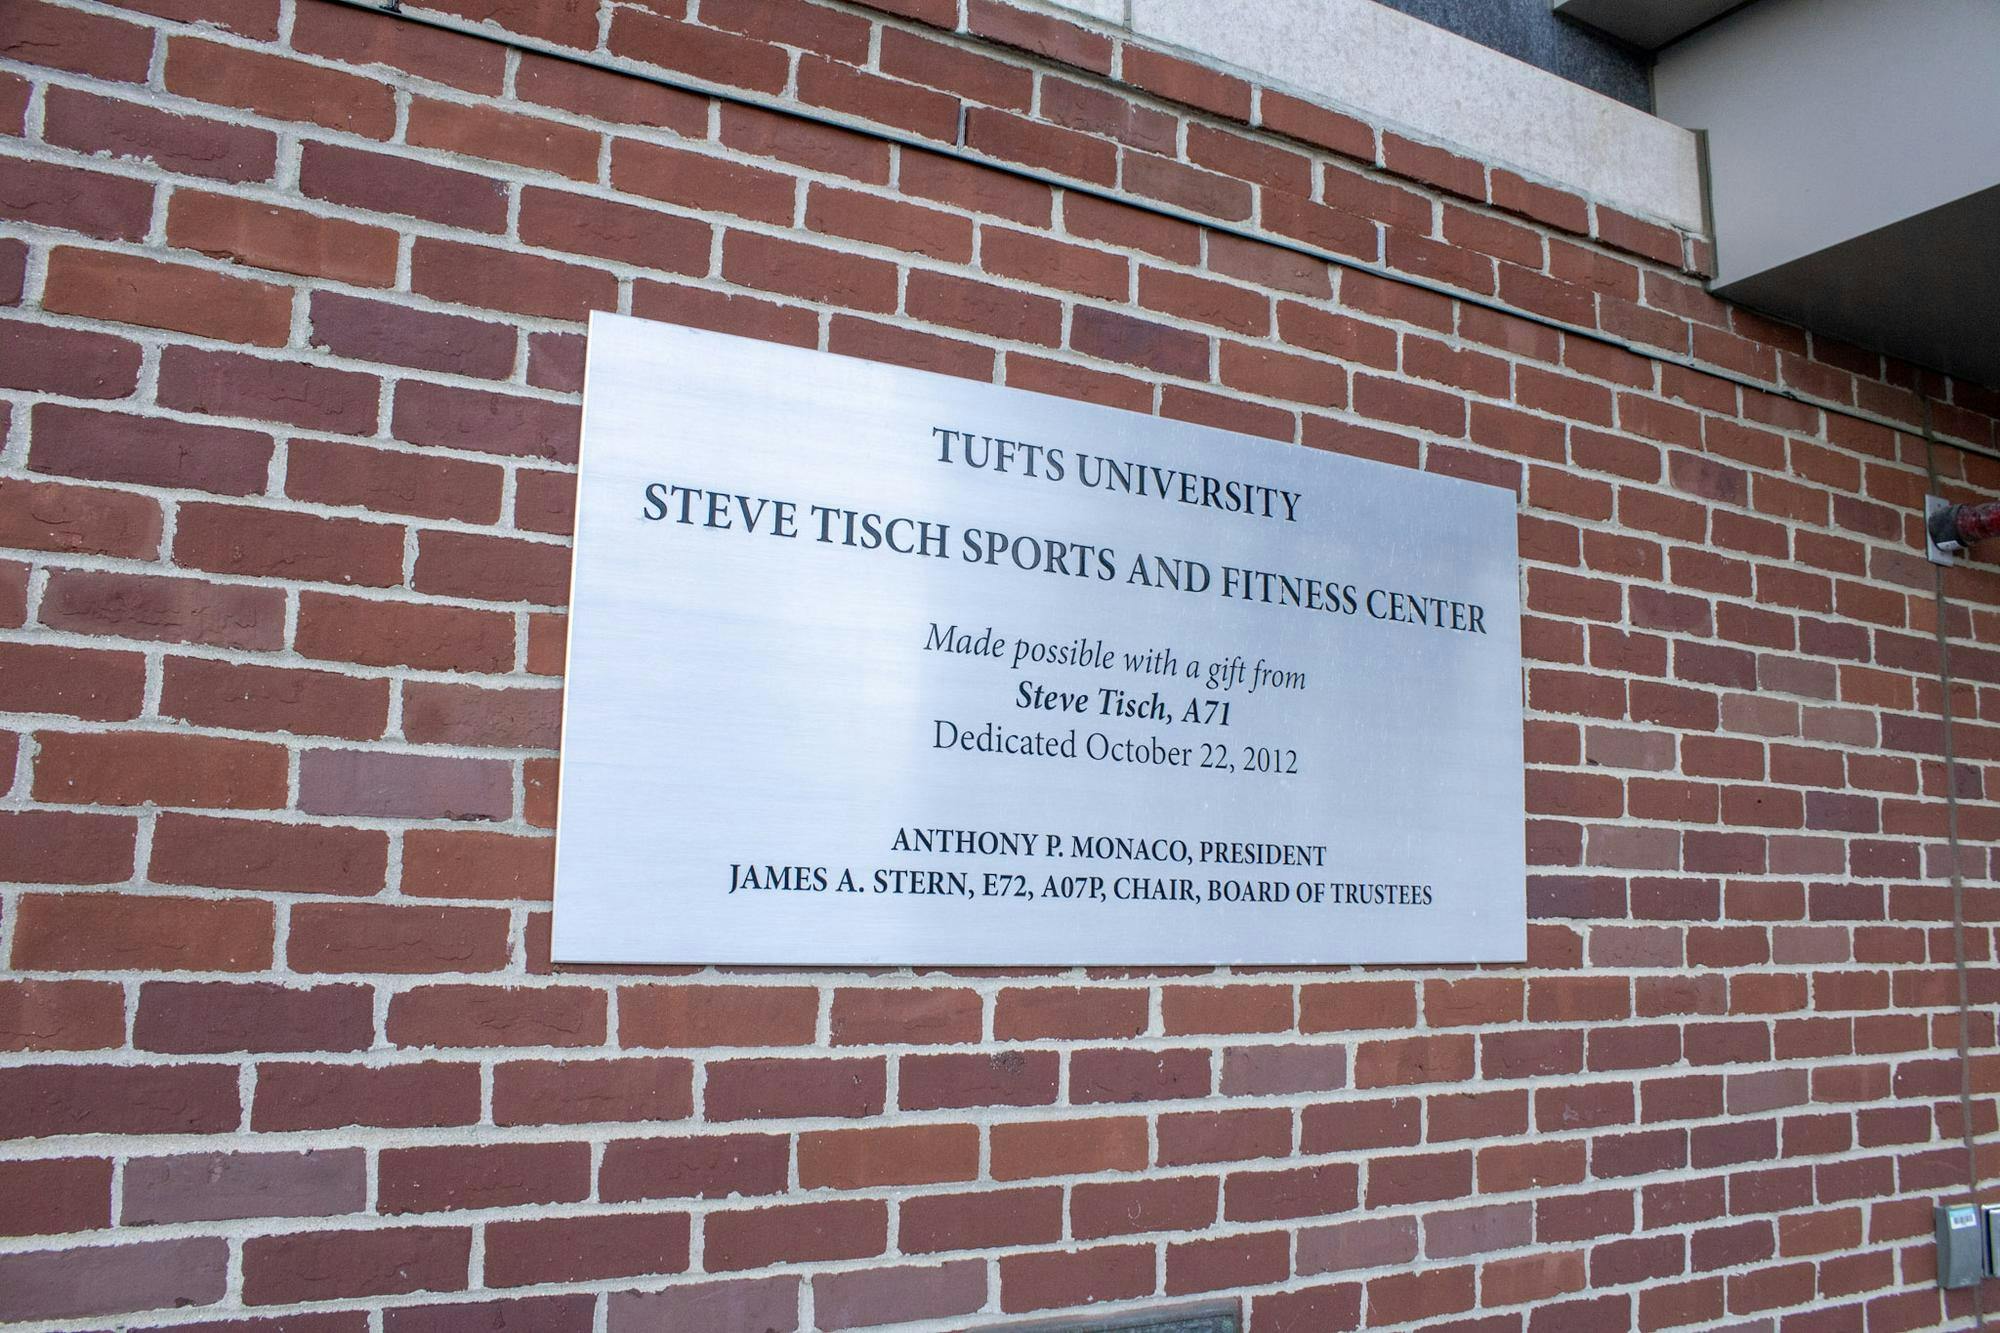 TUFTS UNIVERSITY
STEVE TISCH SPORTS AND FITNESS CENTER
Made possible with a gift from
Steve Tisch, A71
Dedicated October 22, 2012
ANTHONY P. MONACO, PRESIDENT
JAMES A. STERN, E72, A07P, CHAIR, BOARD OF TRUSTEES